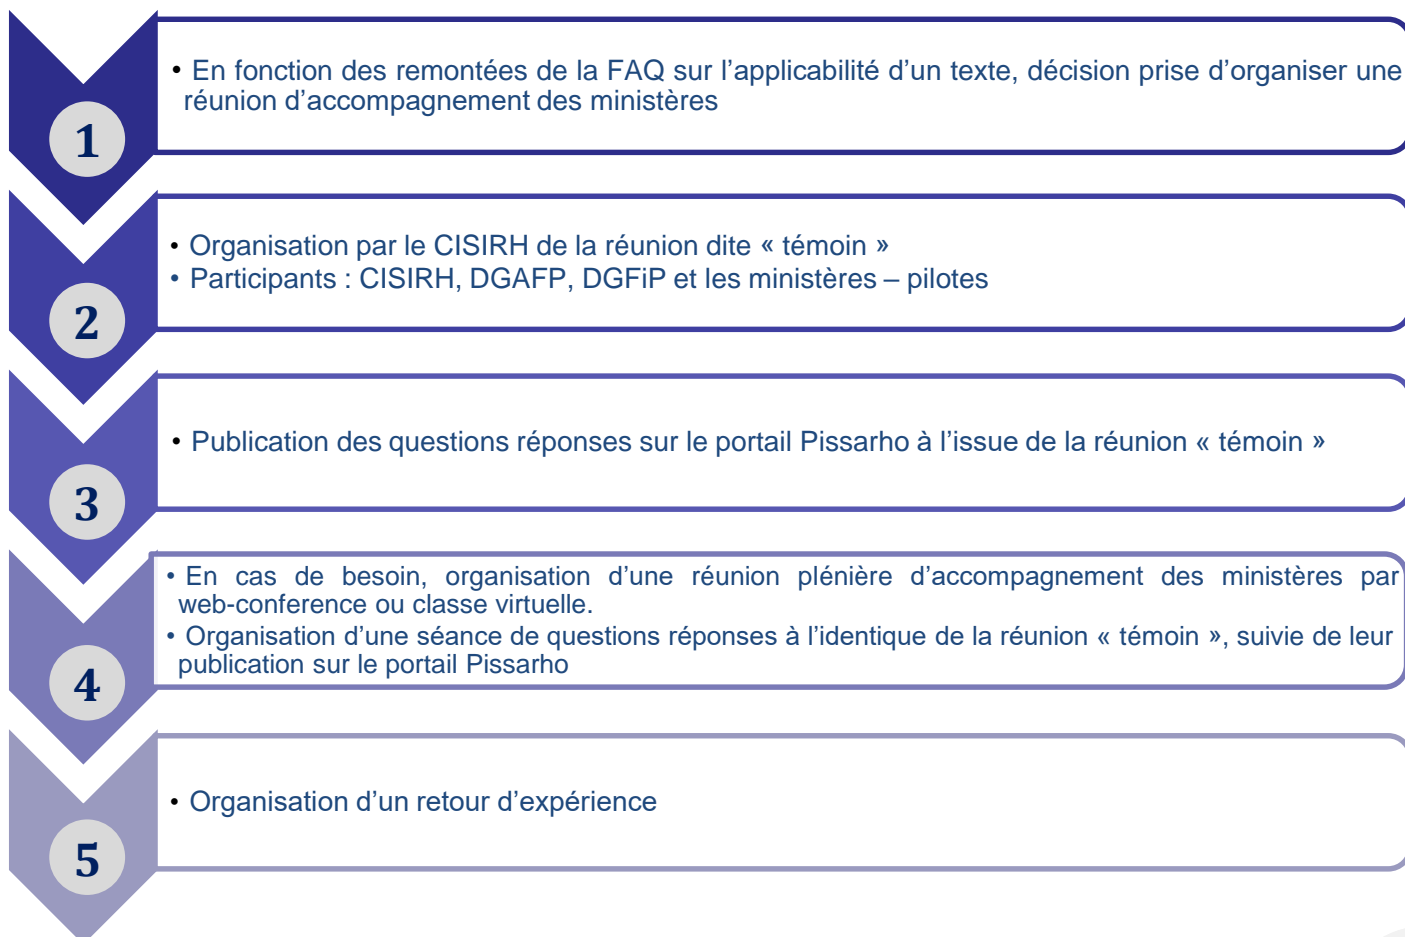 • En fonction des remontées de la FAQ sur l’applicabilité d’un texte, décision prise d’organiser une
réunion d’accompagnement des ministères
1
• Organisation par le CISIRH de la réunion dite « témoin »
• Participants : CISIRH, DGAFP, DGFiP et les ministères – pilotes
2
• Publication des questions réponses sur le portail Pissarho à l’issue de la réunion « témoin »
3
• En cas de besoin, organisation d’une réunion plénière d’accompagnement des ministères par
web-conference ou classe virtuelle.
• Organisation d’une séance de questions réponses à l’identique de la réunion « témoin », suivie de leur
publication sur le portail Pissarho
4
• Organisation d’un retour d’expérience
5